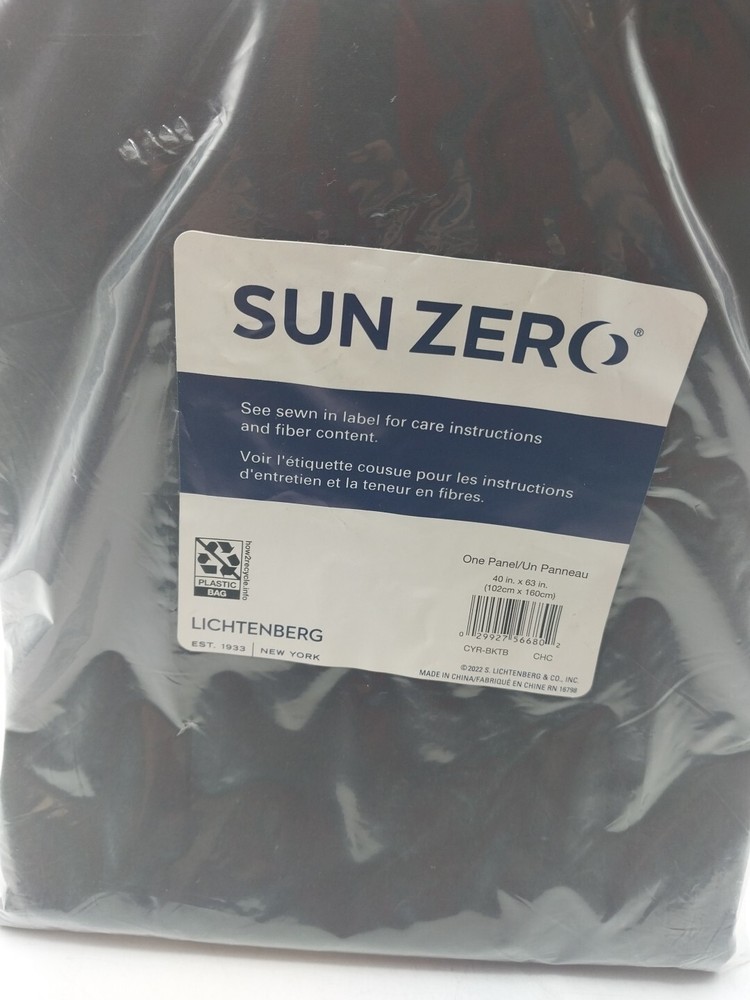 SUN ZERO®
See sewn in label for care instructions
and fiber content.
Voir l'étiquette cousue pour les instructions
d'entretien et la teneur en fibres.
PLASTIC
BAG
how2recycle.info
One Panel/Un Panneau
40 in. x 63 in.
(102cm x 160cm)
0 29927 56680 2
CYR-BKTB CHC
LICHTENBERG
EST. 1933 | NEW YORK
©2022 S. LICHTENBERG & CO., INC.
MADE IN CHINA/FABRIQUÉ EN CHINE RN 16798